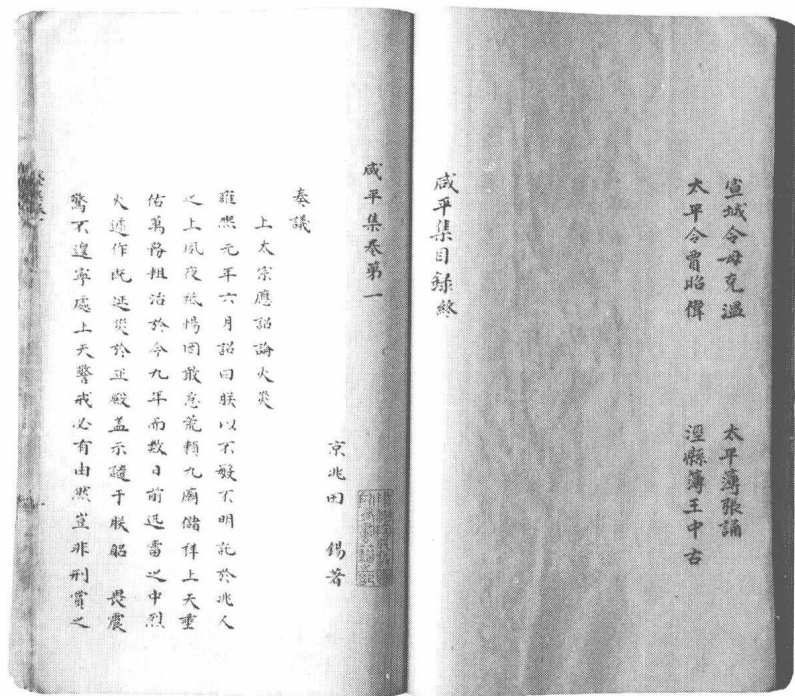 宣城令毋克溫
太平簿張誦
太平令賈昭偉
涇縣簿王中古
咸平集目錄終
咸平集卷第一
京兆田　錫著
奏議
上太宗應詔論火災
雍熙元年六月詔曰朕以不敏不明託於兆人
之上夙夜祗惕罔敢怠荒賴九廟儲祥上天垂
佑萬務粗治於今九年而數日前迅雷之中烈
火遽作既延災於正殿蓋示譴于朕躬　畏震
驚不遑寧處上天警戒必有由然豈非刑賞之